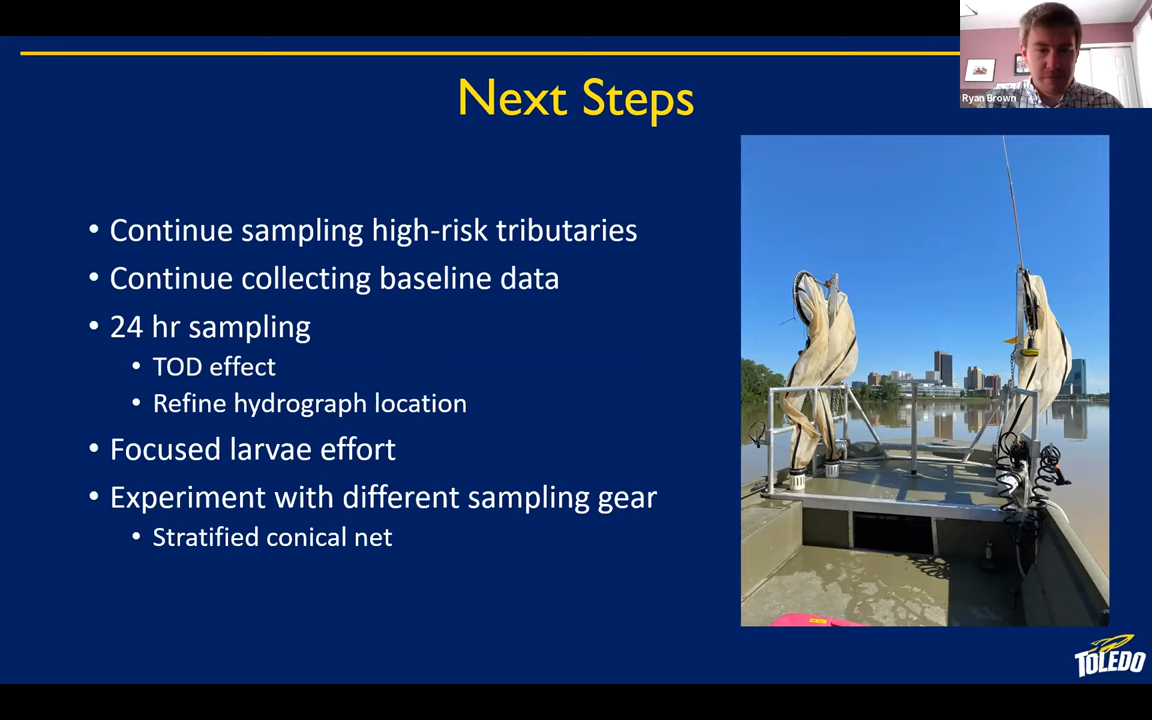 Next Steps
Ryan Brown
• Continue sampling high-risk tributaries
• Continue collecting baseline data
• 24 hr sampling
• TOD effect
• Refine hydrograph location
• Focused larvae effort
• Experiment with different sampling gear
• Stratified conical net
TOLEDO